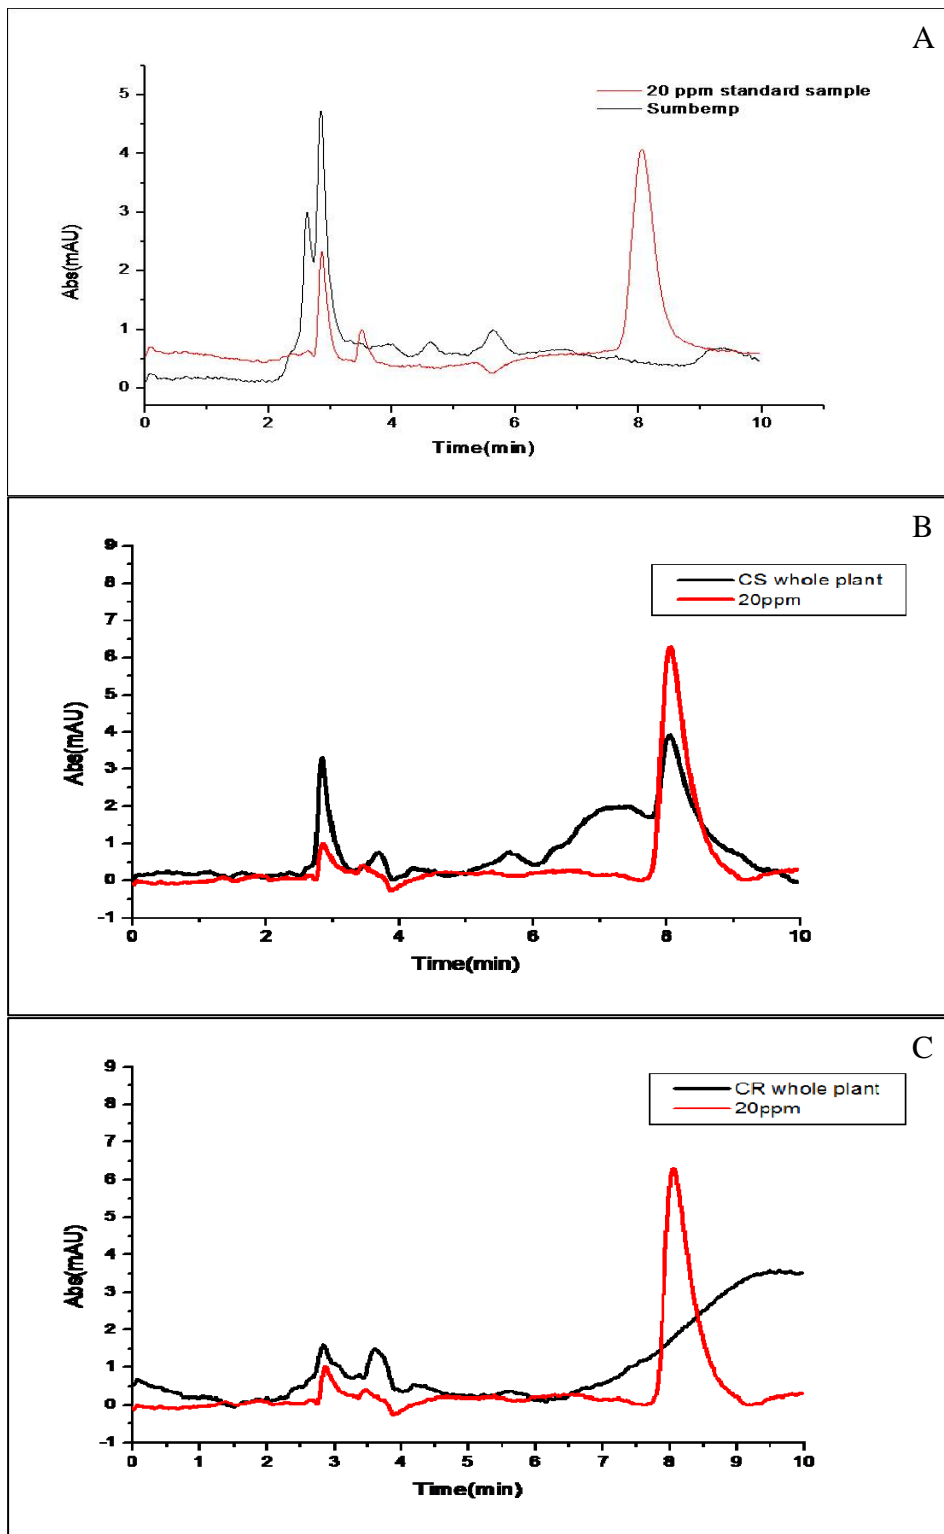 A
20 ppm standard sample
Sumbemp
5
4
3
2
1
0
Abs(mAU)
0 2 4 6 8 10
Time(min)
B
CS whole plant
20ppm
9
8
7
6
5
4
3
2
1
0
-1
Abs(mAU)
0 2 4 6 8 10
Time(min)
C
CR whole plant
20ppm
9
8
7
6
5
4
3
2
1
0
-1
Abs(mAU)
0 1 2 3 4 5 6 7 8 9 10
Time(min)